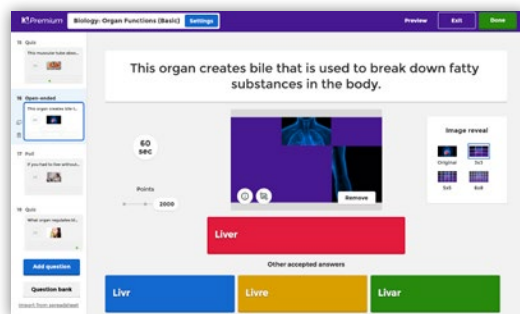 K! Premium
Biology: Organ Functions (Basic)
Settings
Preview
Exit
Done
15 Quiz
This muscular tube
16 Open-ended
This organ creates bile t...
17 Poll
If you had to live without...
18 Quiz
What organ regulates
Add question
Question bank
Import from spreadsheet
This organ creates bile that is used to break down fatty
substances in the body.
60
sec
Points
2000
Remove
Image reveal
Original
3x3
5x5
8x8
Liver
Other accepted answers
Livr
Livre
Livar